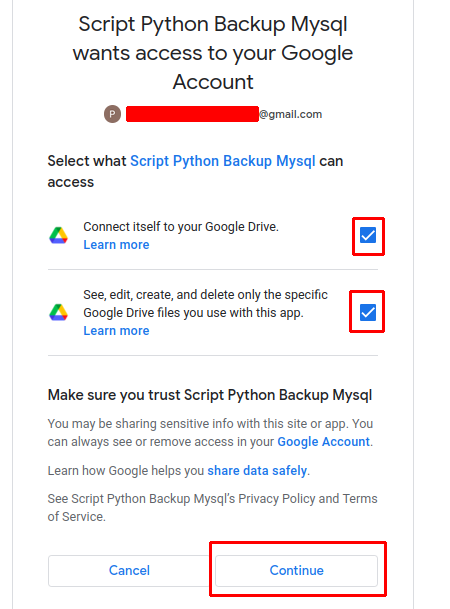 Script Python Backup Mysql
wants access to your Google
Account
P @gmail.com
Select what Script Python Backup Mysql can
access
Connect itself to your Google Drive.
Learn more
See, edit, create, and delete only the specific
Google Drive files you use with this app.
Learn more
Make sure you trust Script Python Backup Mysql
You may be sharing sensitive info with this site or app. You
can always see or remove access in your Google Account.
Learn how Google helps you share data safely.
See Script Python Backup Mysql's Privacy Policy and Terms
of Service.
Cancel
Continue